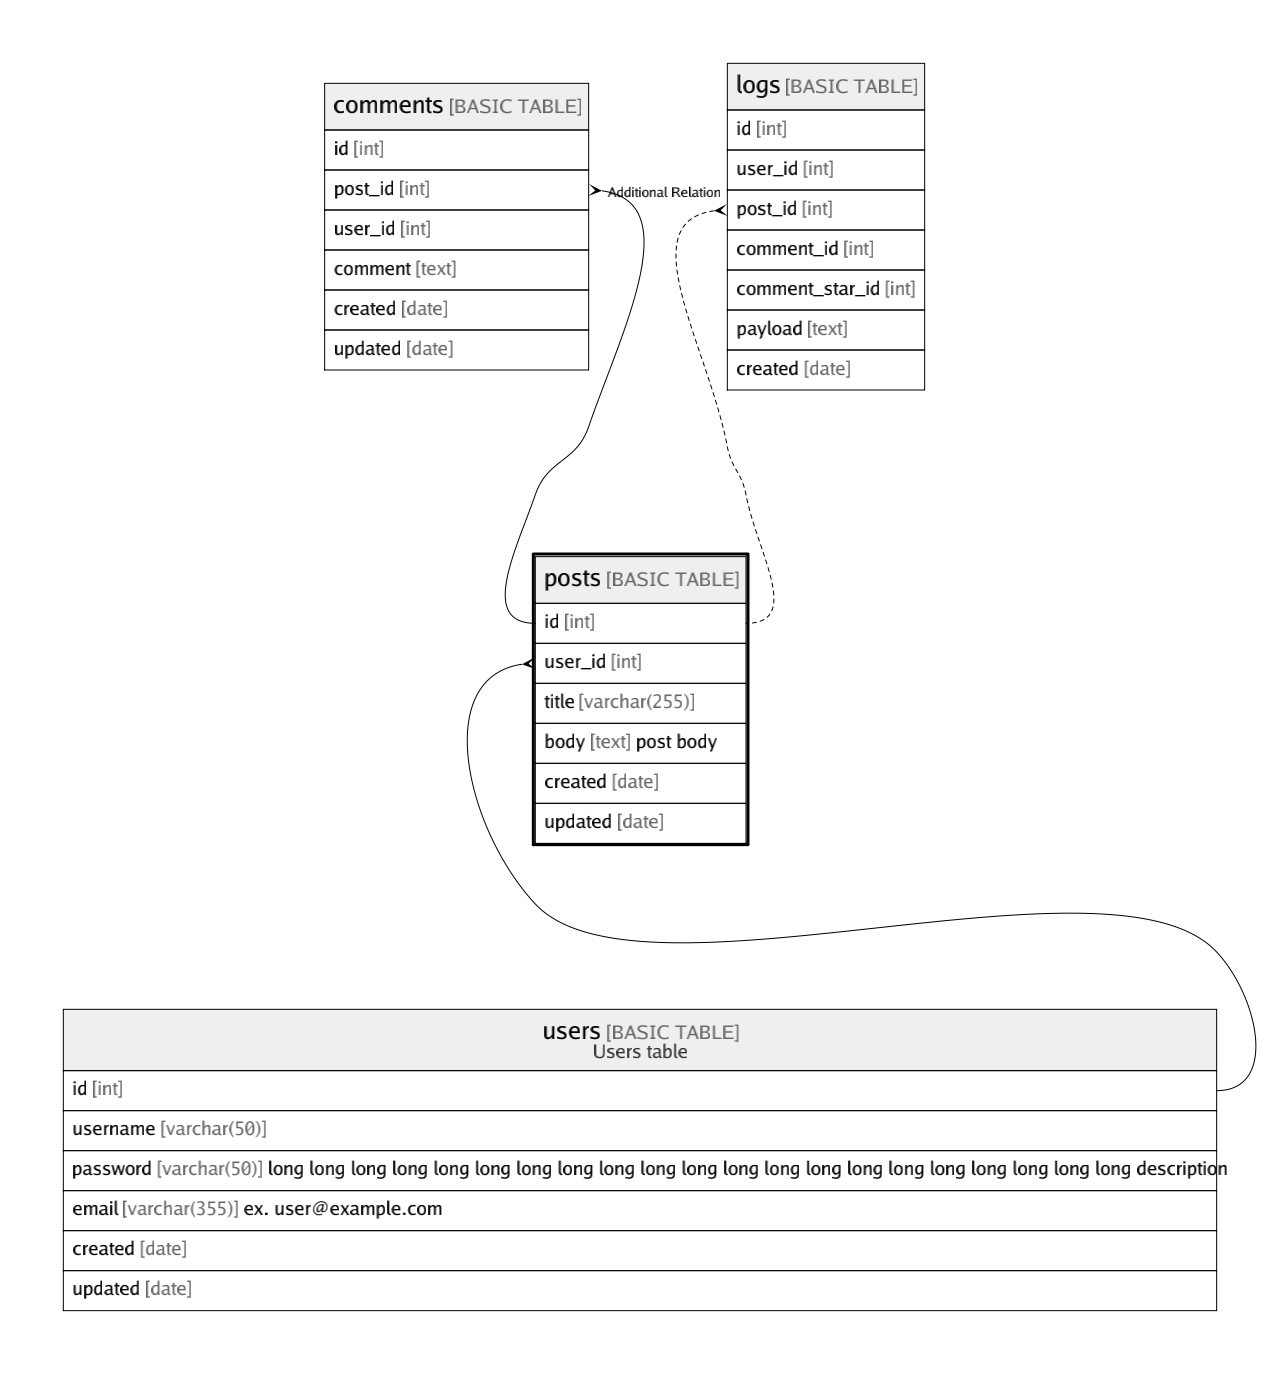 comments [BASIC TABLE]
id [int]
post_id [int]
user_id [int]
comment [text]
created [date]
updated [date]
logs [BASIC TABLE]
id [int]
user_id [int]
post_id [int]
comment_id [int]
comment_star_id [int]
payload [text]
created [date]
Additional Relation
posts [BASIC TABLE]
id [int]
user_id [int]
title [varchar(255)]
body [text] post body
created [date]
updated [date]
users [BASIC TABLE]
Users table
id [int]
username [varchar(50)]
password [varchar(50)] long long long long long long long long long long long long long long long long long long long long long description
email [varchar(355)] ex. user@example.com
created [date]
updated [date]